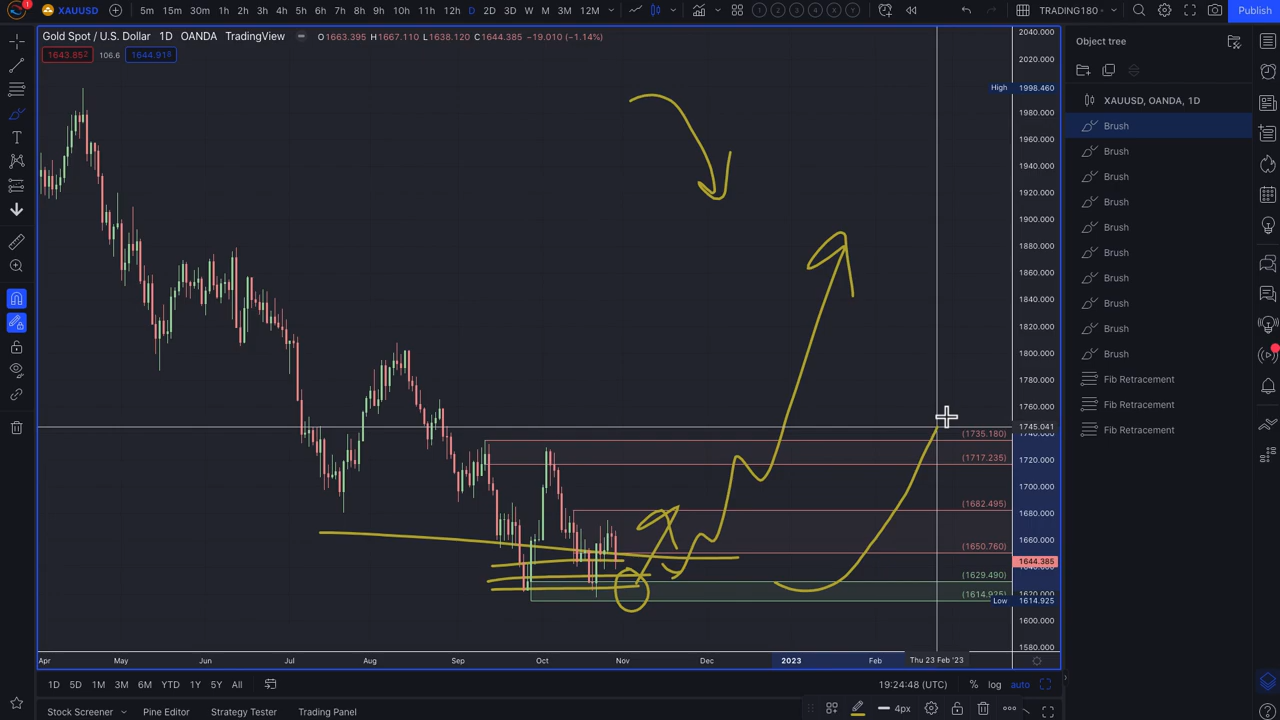 1
XAUUSD 5m 15m 30m 1h 2h 3h 4h 5h 6h 7h 8h 9h 10h 11h 12h D 2D 3D W M 3M 12M 1 2 3 4 X Y TRADING180 Publish
Gold Spot / U.S. Dollar 1D OANDA TradingView O1663.395 H1667.110 L1638.120 C1644.385 −19.010 (−1.14%)
1643.852 106.6 1644.918
Object tree
XAUUSD, OANDA, 1D
Brush
Brush
Brush
Brush
Brush
Brush
Brush
Brush
Brush
Brush
Fib Retracement
Fib Retracement
Fib Retracement
2040.000
2020.000
High 1998.460
1980.000
1960.000
1940.000
1920.000
1900.000
1880.000
1860.000
1840.000
1820.000
1800.000
1780.000
1760.000
1745.041
(1735.180)
1740.000
1720.000
(1717.235)
1700.000
(1682.495)
1680.000
1660.000
(1650.760)
1644.385
(1629.490)
(1614.925)
1620.000
Low 1614.925
1600.000
1580.000
Apr May Jun Jul Aug Sep Oct Nov Dec 2023 Feb Thu 23 Feb '23
1D 5D 1M 3M 6M YTD 1Y 5Y All 19:24:48 (UTC) % log auto
Stock Screener Pine Editor Strategy Tester Trading Panel 4px